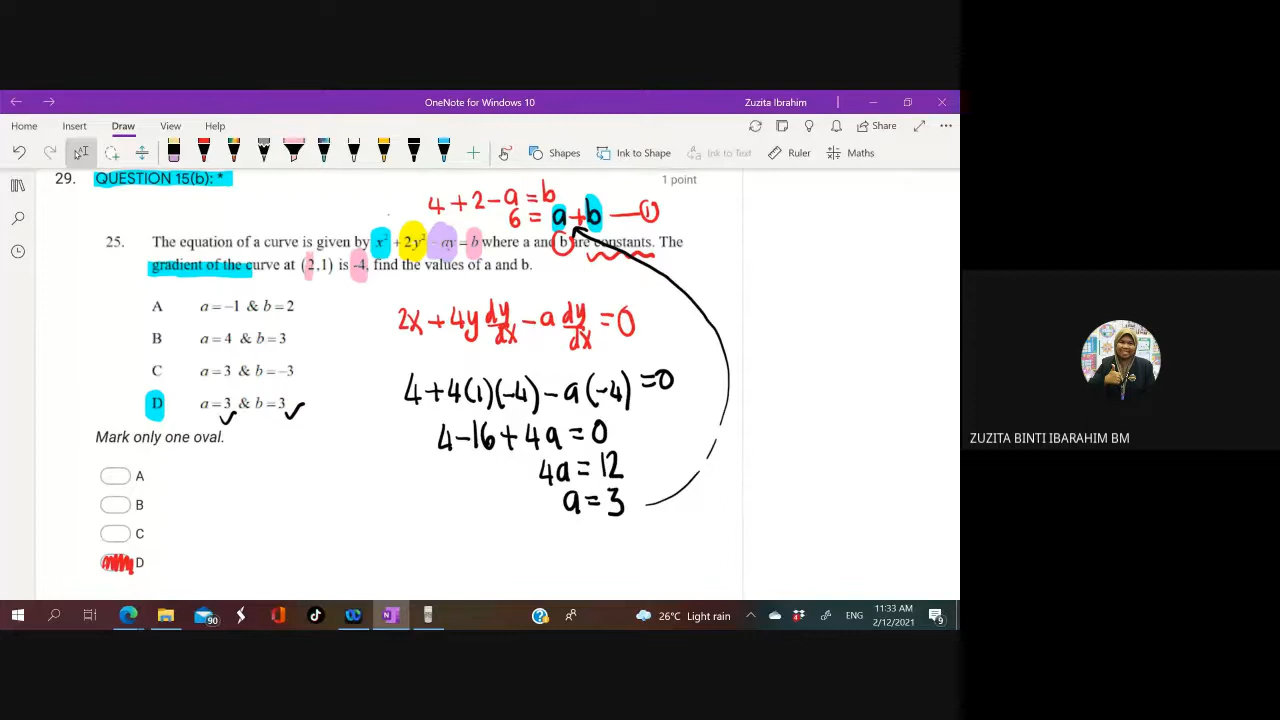 OneNote for Windows 10
Zuzita Ibrahim
Home Insert Draw View Help
Share
Shapes Ink to Shape Ink to Text Ruler Maths
29. QUESTION 15(b): *
1 point
4 + 2 - a = b
6 = a + b — ①
25. The equation of a curve is given by x² + 2y² - ay = b where a and b are constants. The
gradient of the curve at (2,1) is -4, find the values of a and b.
A a = -1 & b = 2
B a = 4 & b = 3
C a = 3 & b = -3
D a = 3 & b = 3
2x + 4y dy/dx - a dy/dx = 0
4 + 4(1)(-4) - a(-4) = 0
4 - 16 + 4a = 0
4a = 12
a = 3
Mark only one oval.
A
B
C
D
ZUZITA BINTI IBARAHIM BM
90
26°C Light rain
ENG
11:33 AM
2/12/2021
9